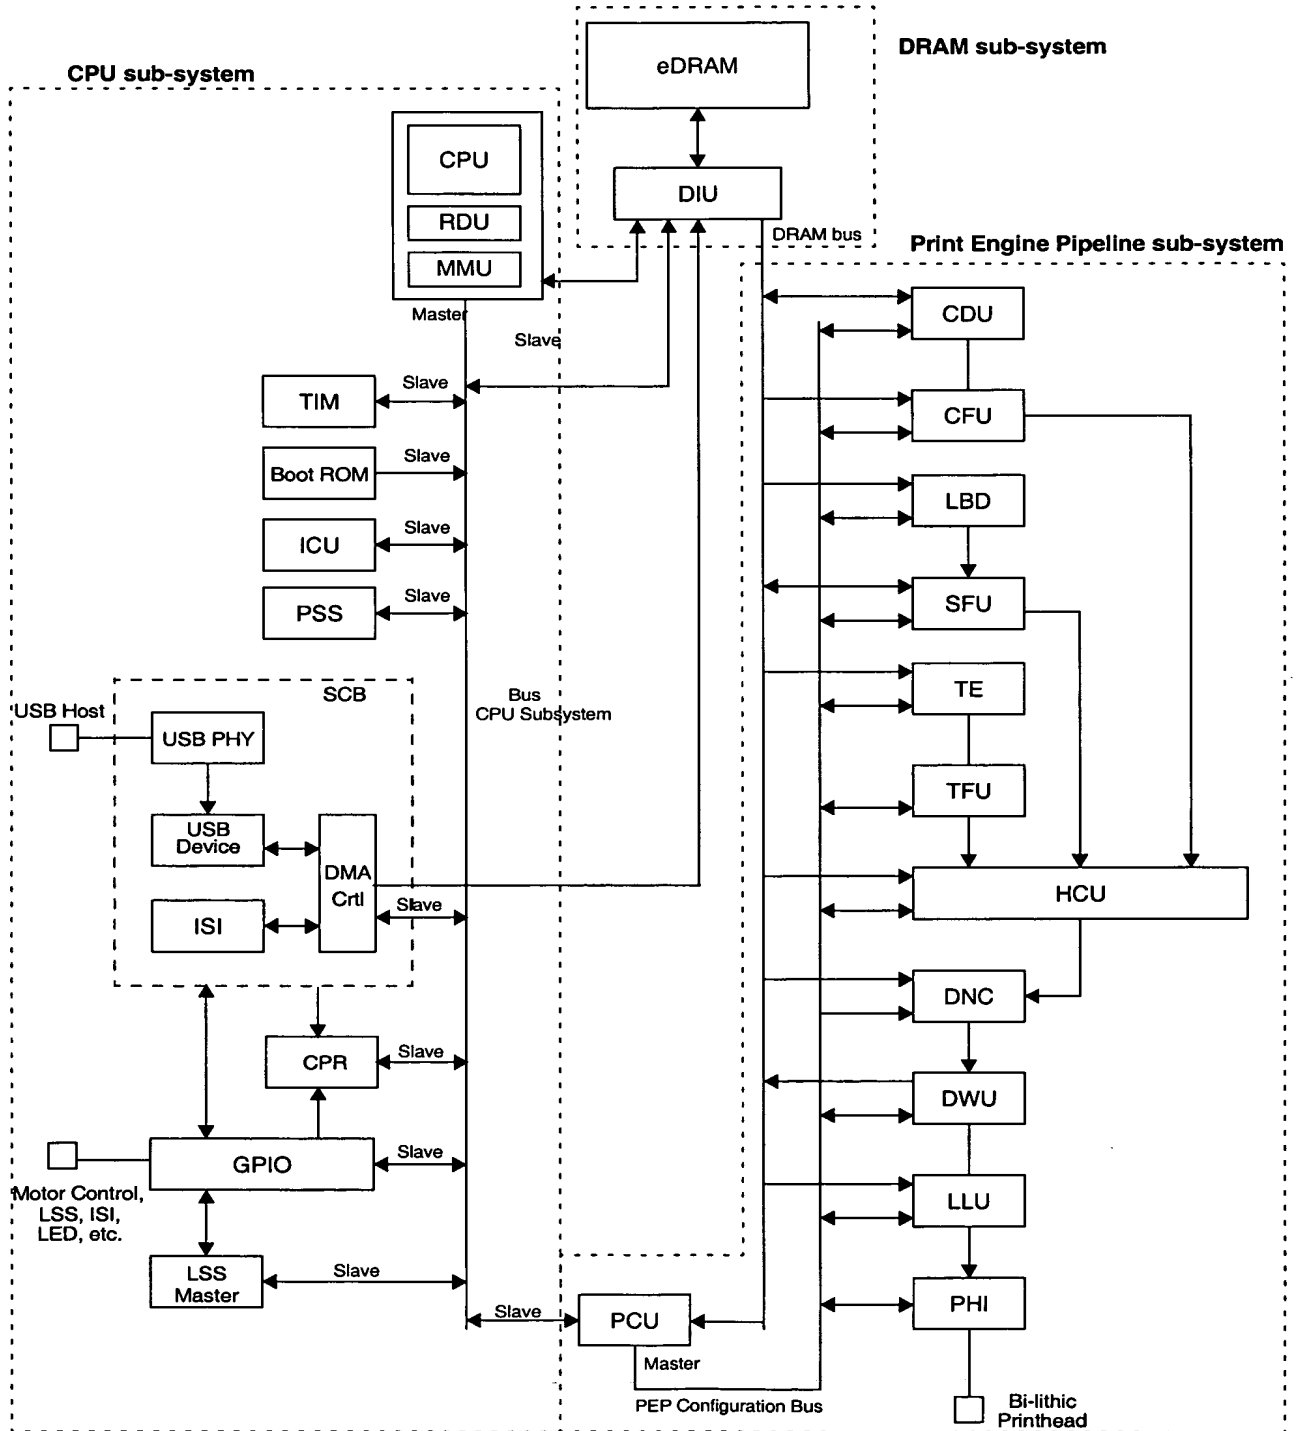 DRAM sub-system
CPU sub-system
eDRAM
CPU
RDU
MMU
Master
DIU
DRAM bus
Print Engine Pipeline sub-system
CDU
Slave
TIM
Slave
CFU
Boot ROM
Slave
LBD
ICU
Slave
PSS
Slave
SFU
SCB
Bus
CPU Subsystem
TE
USB Host
USB PHY
TFU
USB
Device
DMA
Crtl
HCU
ISI
Slave
DNC
CPR
Slave
DWU
GPIO
Slave
Motor Control,
LSS, ISI,
LED, etc.
LLU
LSS
Master
Slave
Slave
PCU
PHI
Master
PEP Configuration Bus
Bi-lithic
Printhead